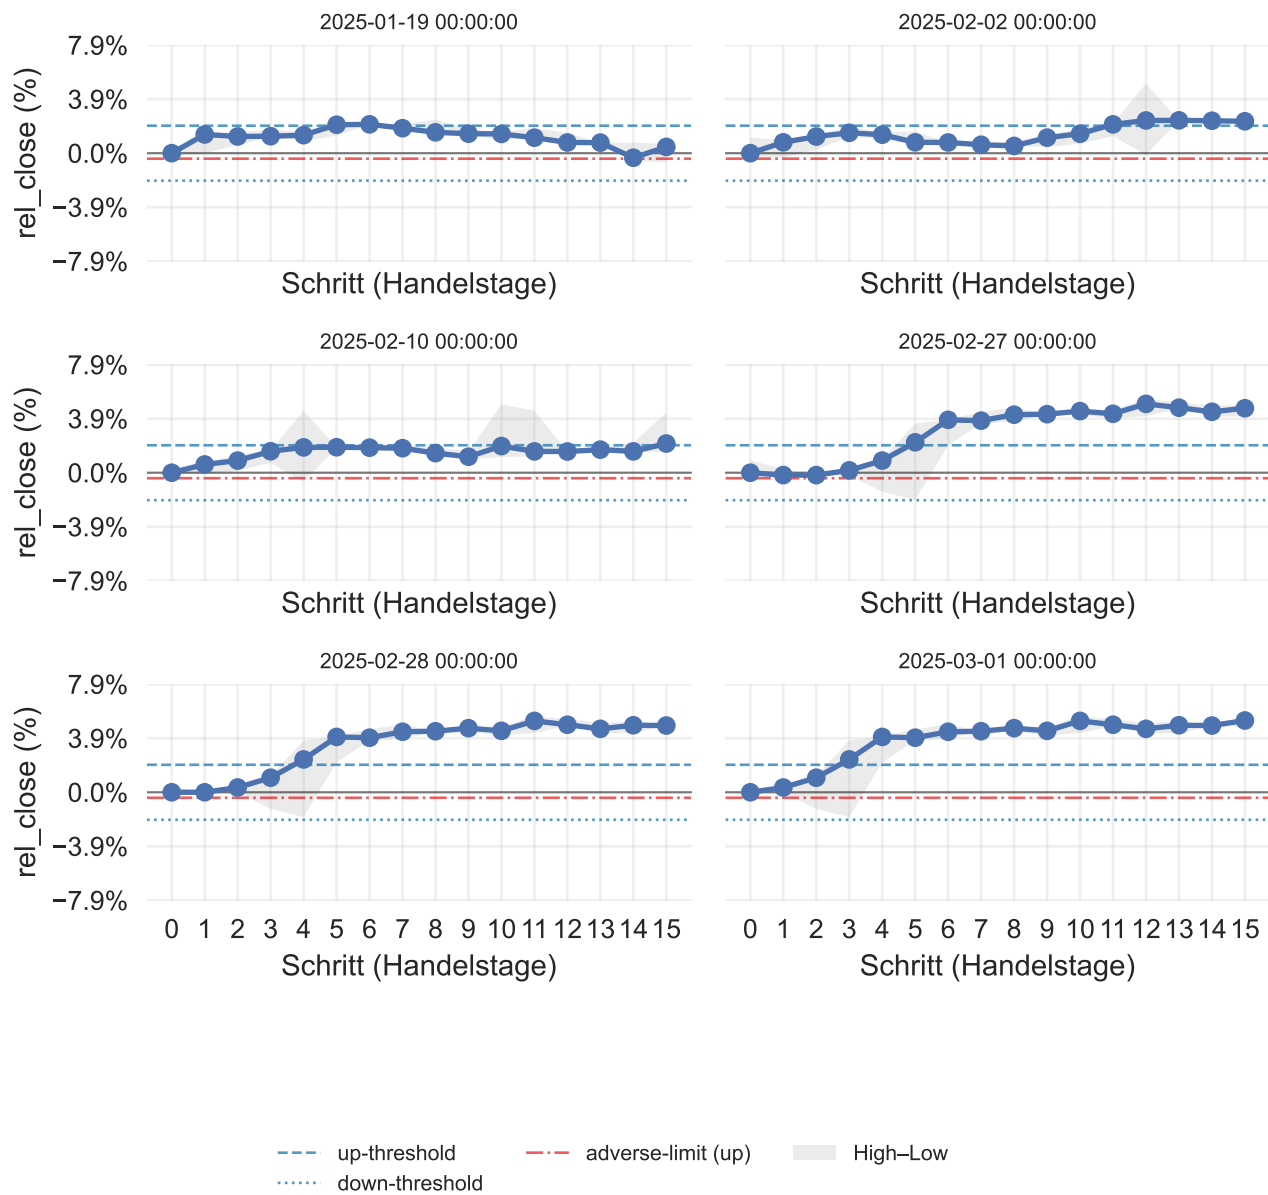 2025-01-19 00:00:00
2025-02-02 00:00:00
7.9%
3.9%
0.0%
−3.9%
−7.9%
rel_close (%)
Schritt (Handelstage)
Schritt (Handelstage)
2025-02-10 00:00:00
2025-02-27 00:00:00
7.9%
3.9%
0.0%
−3.9%
−7.9%
rel_close (%)
Schritt (Handelstage)
Schritt (Handelstage)
2025-02-28 00:00:00
2025-03-01 00:00:00
7.9%
3.9%
0.0%
−3.9%
−7.9%
rel_close (%)
0 1 2 3 4 5 6 7 8 9 10 11 12 13 14 15
0 1 2 3 4 5 6 7 8 9 10 11 12 13 14 15
Schritt (Handelstage)
Schritt (Handelstage)
up-threshold
down-threshold
adverse-limit (up)
High–Low